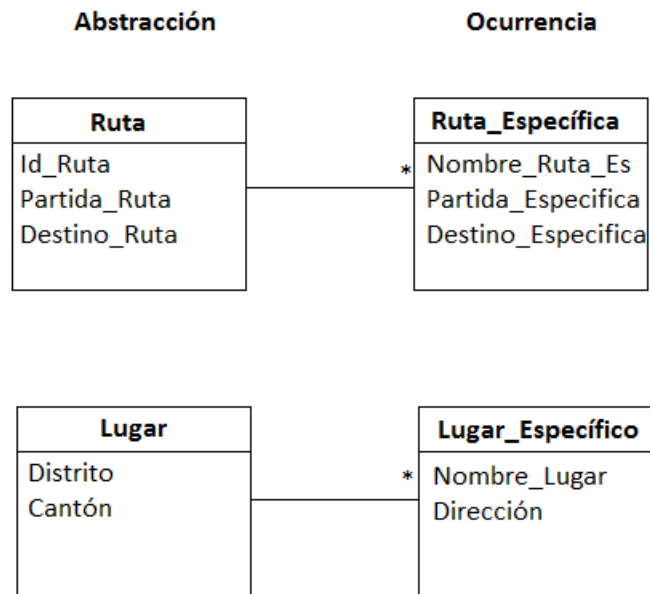 Abstracción Ocurrencia
Ruta
Id_Ruta
Partida_Ruta
Destino_Ruta
*
Ruta_Específica
Nombre_Ruta_Es
Partida_Especifica
Destino_Especifica
Lugar
Distrito
Cantón
*
Lugar_Específico
Nombre_Lugar
Dirección